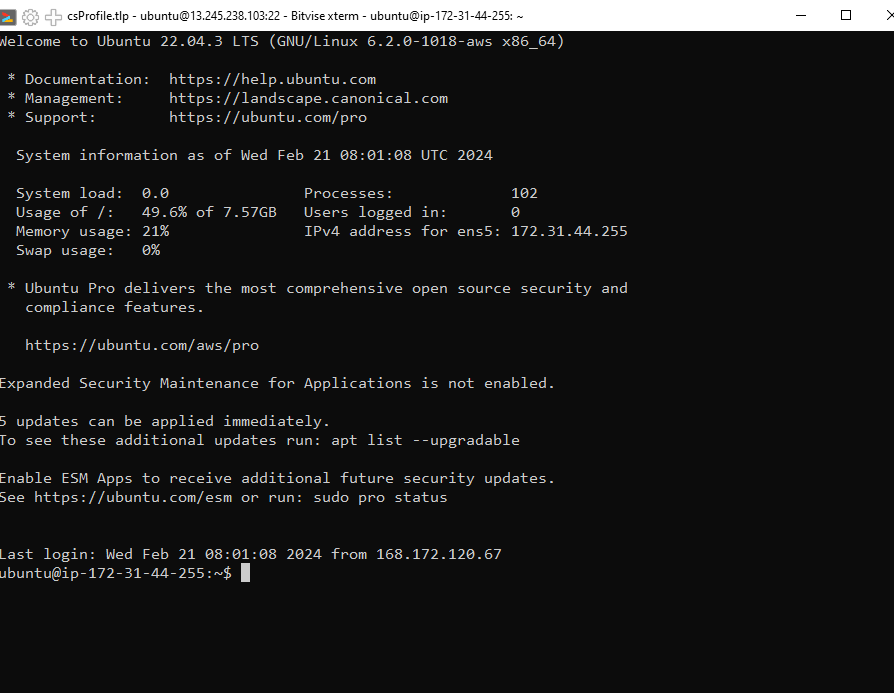 csProfile.tlp - ubuntu@13.245.238.103:22 - Bitvise xterm - ubuntu@ip-172-31-44-255: ~
Welcome to Ubuntu 22.04.3 LTS (GNU/Linux 6.2.0-1018-aws x86_64)
* Documentation: https://help.ubuntu.com
* Management: https://landscape.canonical.com
* Support: https://ubuntu.com/pro
System information as of Wed Feb 21 08:01:08 UTC 2024
System load: 0.0 Processes: 102
Usage of /: 49.6% of 7.57GB Users logged in: 0
Memory usage: 21% IPv4 address for ens5: 172.31.44.255
Swap usage: 0%
* Ubuntu Pro delivers the most comprehensive open source security and
compliance features.
https://ubuntu.com/aws/pro
Expanded Security Maintenance for Applications is not enabled.
5 updates can be applied immediately.
To see these additional updates run: apt list --upgradable
Enable ESM Apps to receive additional future security updates.
See https://ubuntu.com/esm or run: sudo pro status
Last login: Wed Feb 21 08:01:08 2024 from 168.172.120.67
ubuntu@ip-172-31-44-255:~$